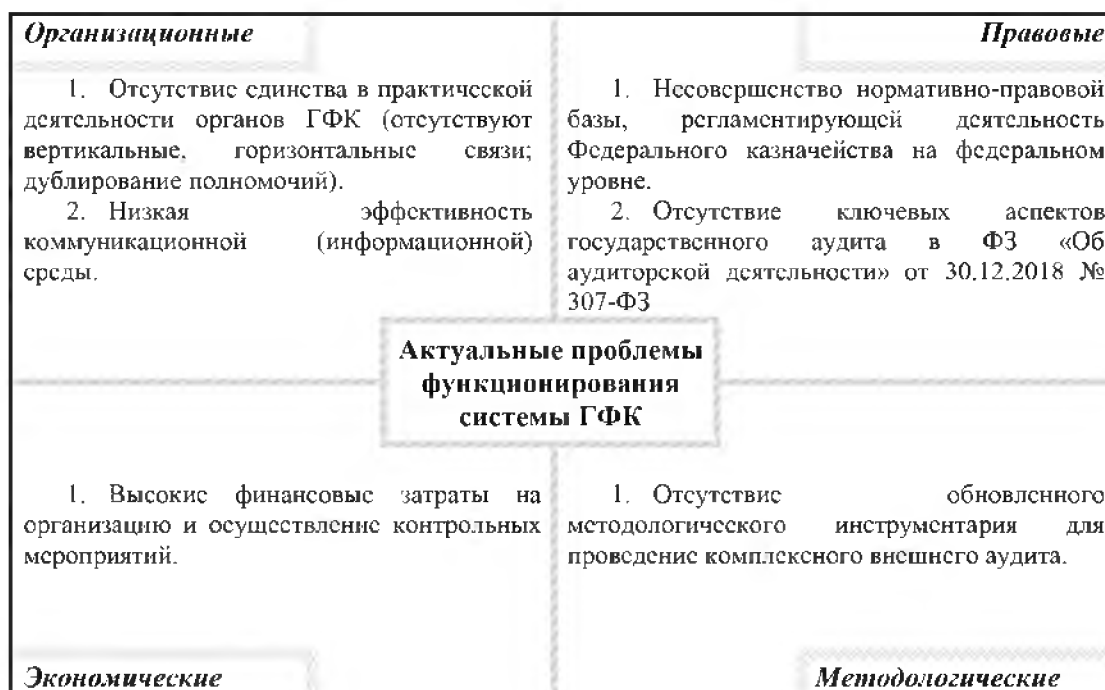 Организационные
1. Отсутствие единства в практической
деятельности органов ГФК (отсутствуют
вертикальные, горизонтальные связи;
дублирование полномочий).
2. Низкая эффективность
коммуникационной (информационной)
среды.
Правовые
1. Несовершенство нормативно-правовой
базы, регламентирующей деятельность
Федерального казначейства на федеральном
уровне.
2. Отсутствие ключевых аспектов
государственного аудита в ФЗ «Об
аудиторской деятельности» от 30.12.2018 №
307-ФЗ
Актуальные проблемы
функционирования
системы ГФК
1. Высокие финансовые затраты на
организацию и осуществление контрольных
мероприятий.
Экономические
1. Отсутствие обновленного
методологического инструментария для
проведение комплексного внешнего аудита.
Методологические